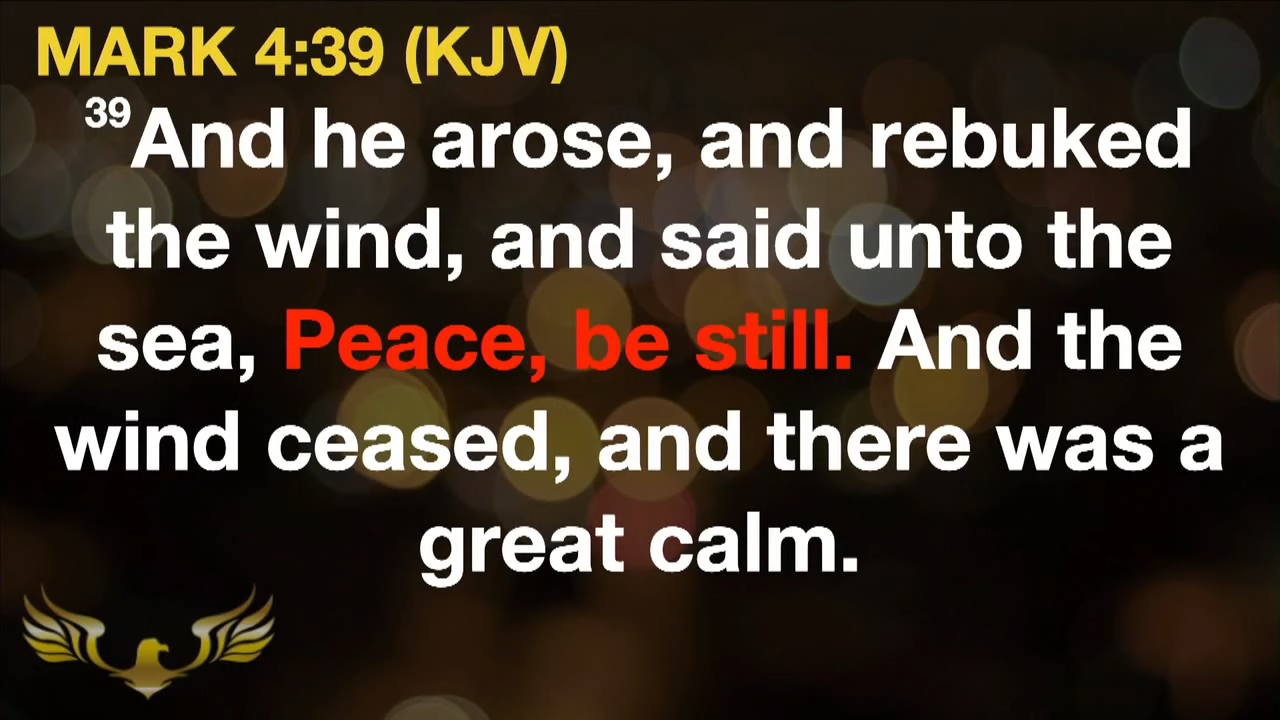 MARK 4:39 (KJV)
39And he arose, and rebuked
the wind, and said unto the
sea, Peace, be still. And the
wind ceased, and there was a
great calm.